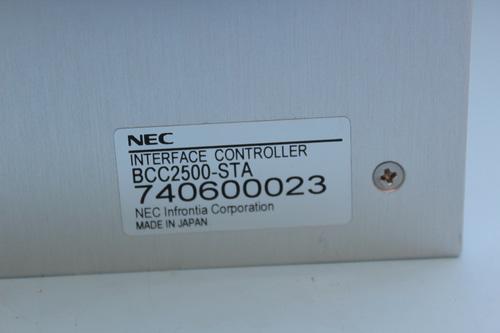 NEC
INTERFACE CONTROLLER
BCC2500-STA
740600023
NEC Infrontia Corporation
MADE IN JAPAN